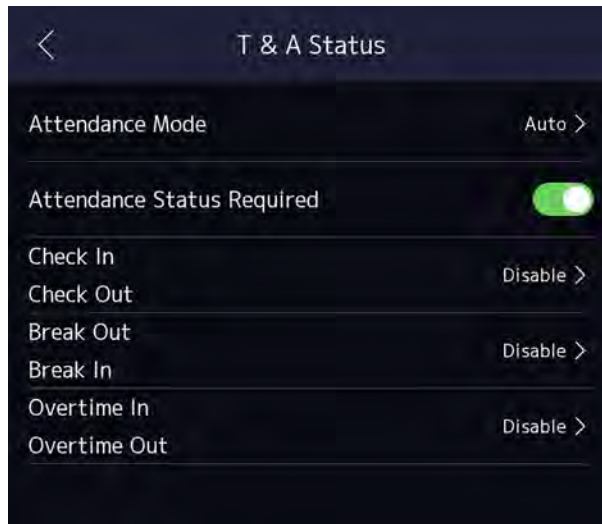 T & A Status
Attendance Mode Auto
Attendance Status Required
Check In
Check Out
Disable
Break Out
Break In
Disable
Overtime In
Overtime Out
Disable